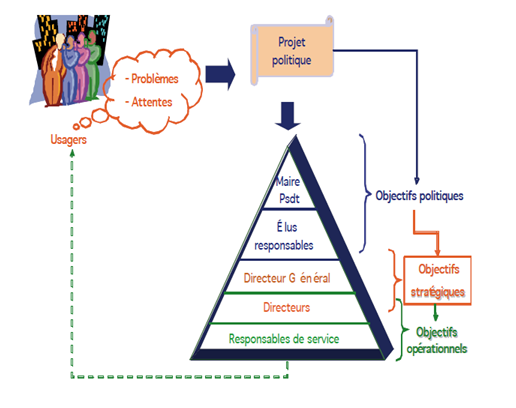 Projet
politique
- Problèmes
- Attentes
Usagers
Maire
Psdt
Objectifs politiques
É lus
responsables
Directeur G én éral
Objectifs
stratégiques
Directeurs
Responsables de service
Objectifs
opérationnels